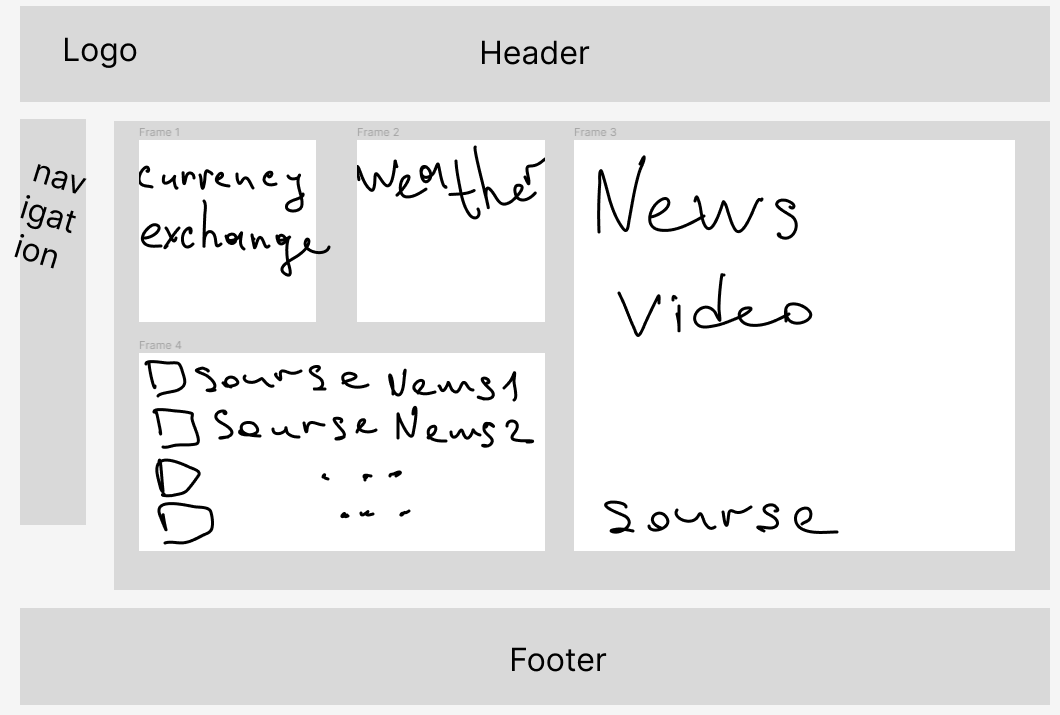 Logo
Header
nav
igat
ion
Frame 1
currency
exchange
Frame 2
weather
Frame 3
News
Video
sourse
Frame 4
sourse News1
sourse News2
...
...
Footer